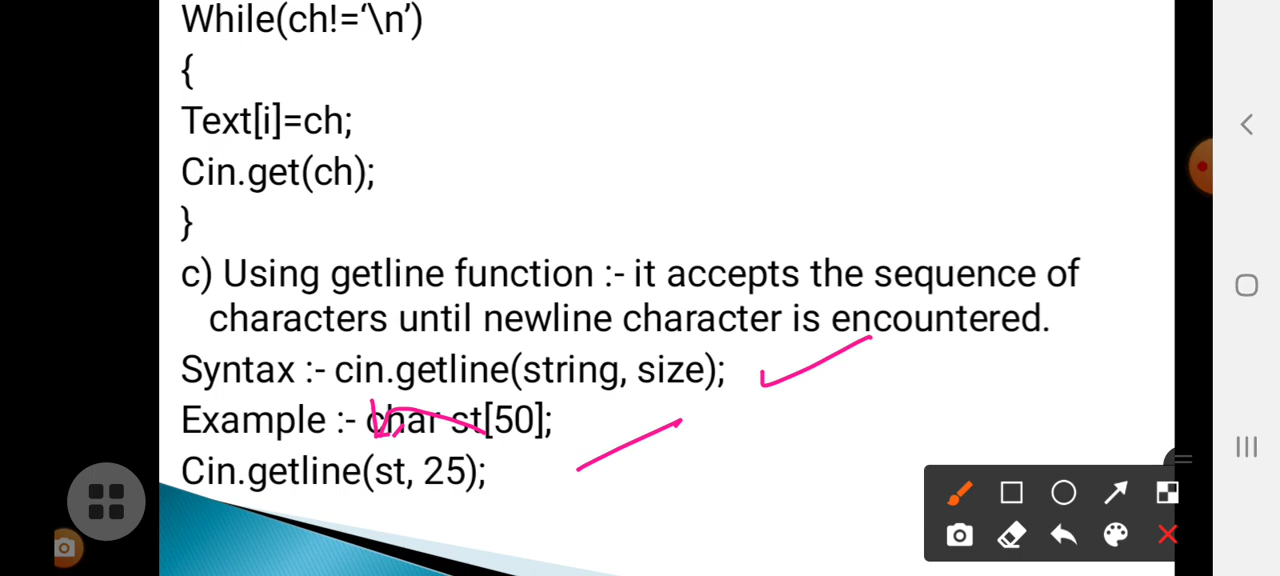 While(ch!=‘\n’)
{
Text[i]=ch;
Cin.get(ch);
}
c) Using getline function :- it accepts the sequence of
characters until newline character is encountered.
Syntax :- cin.getline(string, size);
Example :- char st[50];
Cin.getline(st, 25);